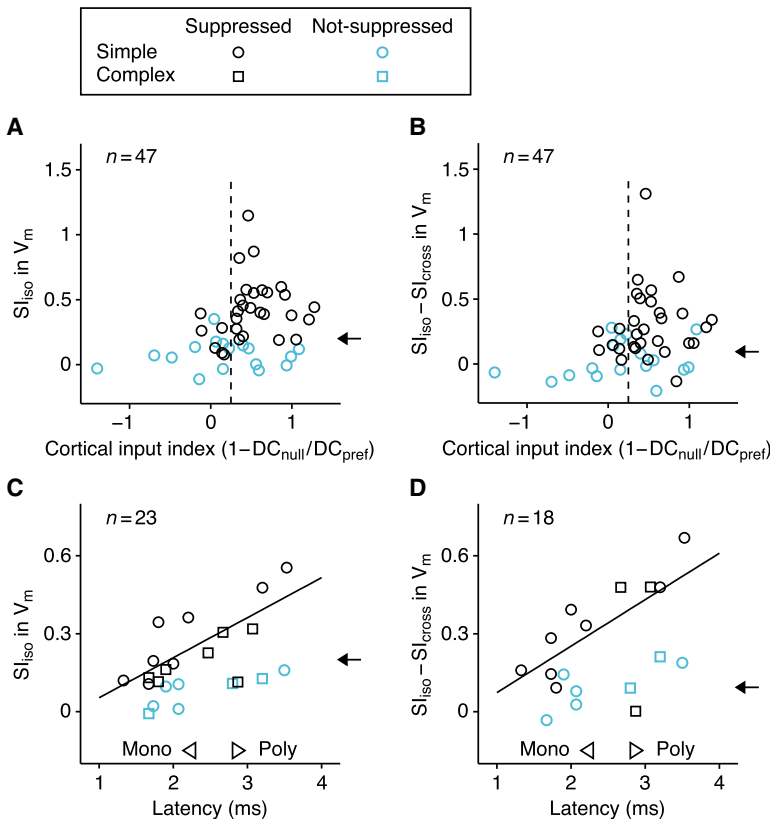 Suppressed Not-suppressed
Simple
Complex
A
n=47
1.5
1
0.5
0
SIiso in Vm
−1 0 1
Cortical input index (1−DCnull/DCpref)
B
n=47
1.5
1
0.5
0
SIiso−SIcross in Vm
−1 0 1
Cortical input index (1−DCnull/DCpref)
C
n=23
0.6
0.3
0
SIiso in Vm
Mono Poly
1 2 3 4
Latency (ms)
D
n=18
0.6
0.3
0
SIiso−SIcross in Vm
Mono Poly
1 2 3 4
Latency (ms)